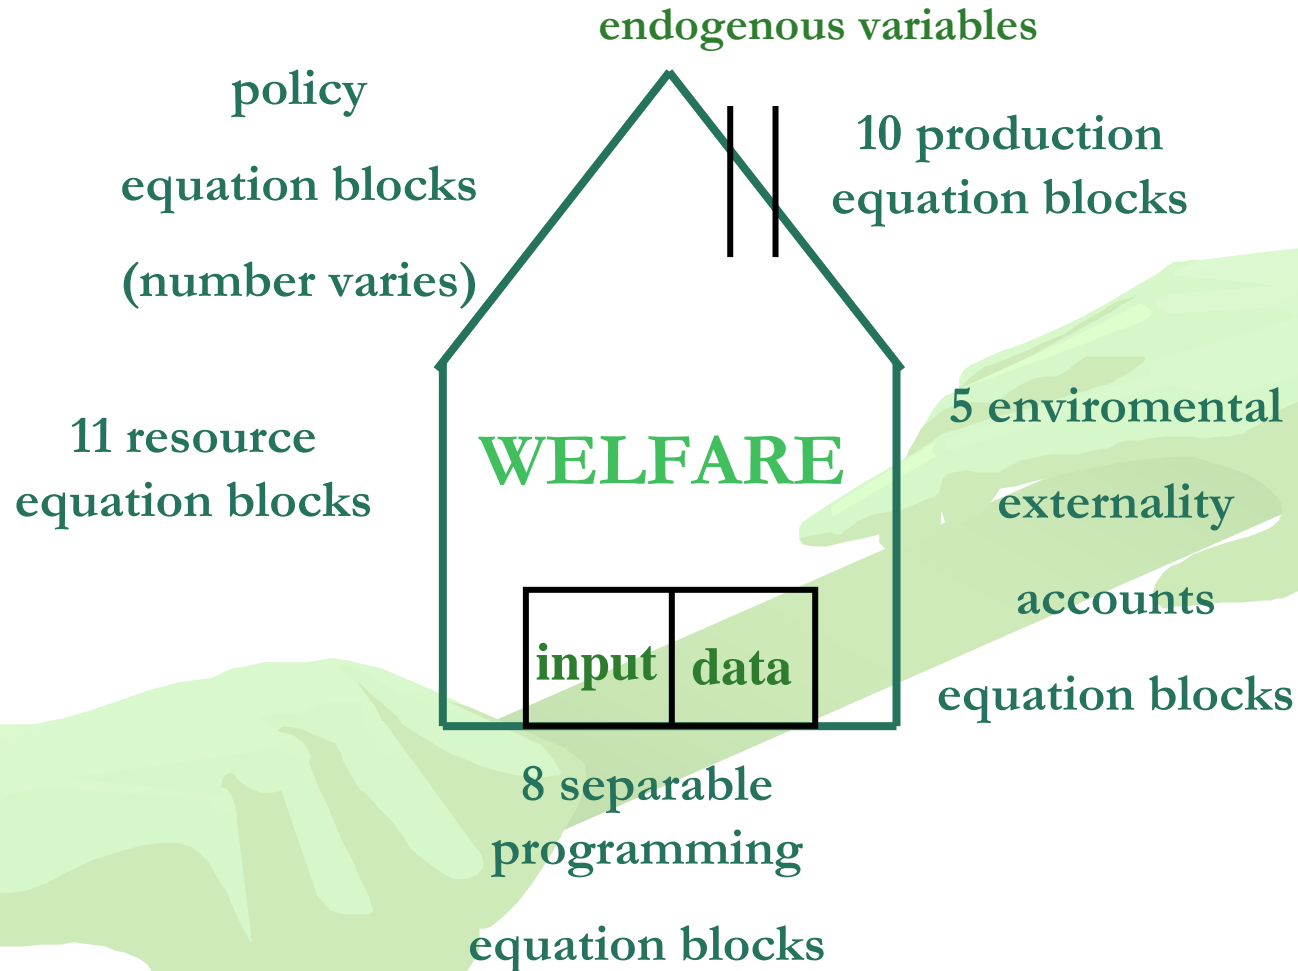 endogenous variables
policy
equation blocks
(number varies)
10 production
equation blocks
11 resource
equation blocks
WELFARE
5 enviromental
externality
accounts
equation blocks
input data
8 separable
programming
equation blocks